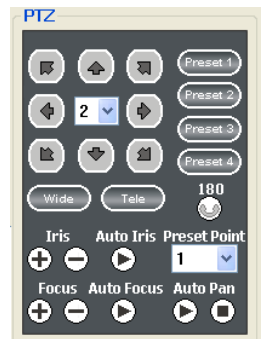 PTZ
Preset 1
2
Preset 2
Preset 3
Preset 4
Wide Tele
180
Iris Auto Iris Preset Point
1
Focus Auto Focus Auto Pan